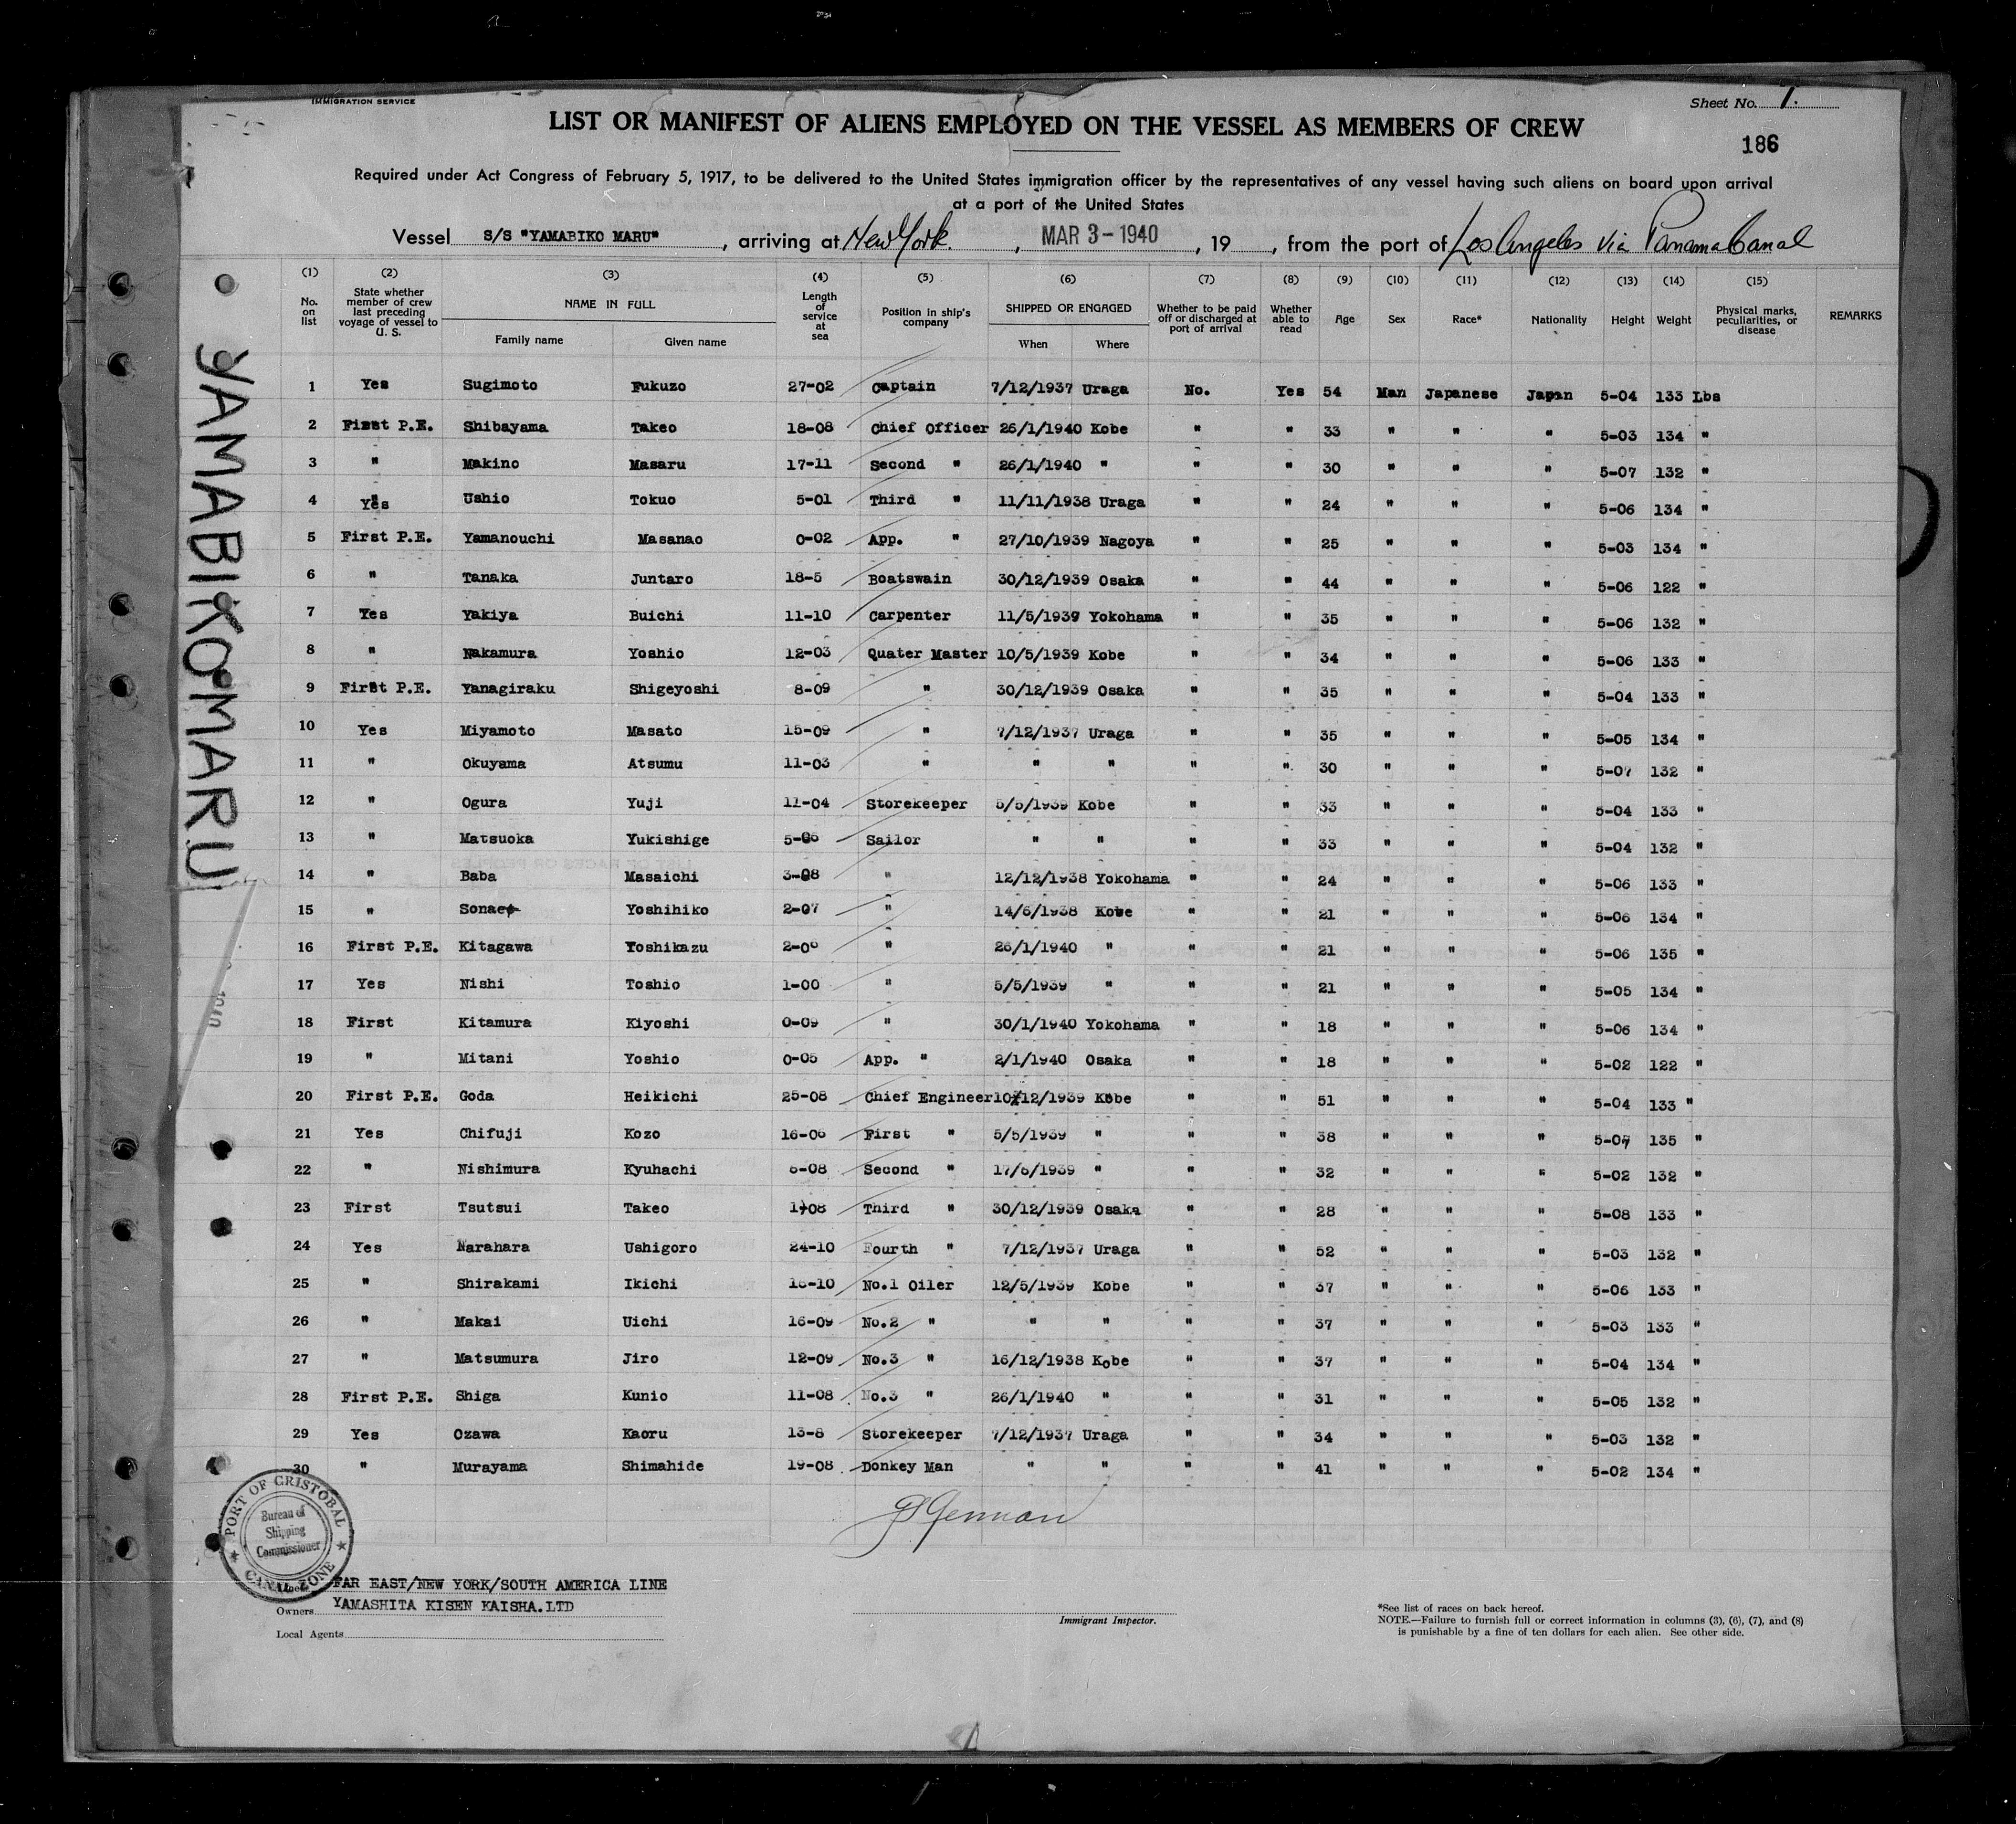 IMMIGRATION SERVICE
Sheet No. 1.
LIST OR MANIFEST OF ALIENS EMPLOYED ON THE VESSEL AS MEMBERS OF CREW
186
Required under Act Congress of February 5, 1917, to be delivered to the United States immigration officer by the representatives of any vessel having such aliens on board upon arrival
at a port of the United States
Vessel S/S "YAMABIKO MARU", arriving at New York, MAR 3-1940, 19, from the port of Los Angeles via Panama Canal
(1) (2) (3) (4) (5) (6) (7) (8) (9) (10) (11) (12) (13) (14) (15)
No. on list State whether member of crew last preceding voyage of vessel to U. S. NAME IN FULL Family name Given name Length of service at sea Position in ship's company SHIPPED OR ENGAGED When Where Whether to be paid off or discharged at port of arrival Whether able to read Age Sex Race* Nationality Height Weight Physical marks, peculiarities, or disease REMARKS
1 Yes Sugimoto Fukuzo 27-02 Captain 7/12/1937 Uraga No. Yes 54 Man Japanese Japan 5-04 133 Lbs
2 First P.E. Shibayama Takeo 18-08 Chief Officer 26/1/1940 Kobe " " 33 " " " 5-03 134 "
3 " Makino Masaru 17-11 Second " 26/1/1940 " " " 30 " " " 5-07 132 "
4 Yes Ushio Tokuo 5-01 Third " 11/11/1938 Uraga " " 24 " " " 5-06 134 "
5 First P.E. Yamanouchi Masanao 0-02 App. " 27/10/1939 Nagoya " " 25 " " " 5-03 134 "
6 " Tanaka Juntaro 18-5 Boatswain 30/12/1939 Osaka " " 44 " " " 5-06 122 "
7 Yes Yakiya Buichi 11-10 Carpenter 11/5/1939 Yokohama " " 35 " " " 5-06 132 "
8 " Nakamura Yoshio 12-03 Quater Master 10/5/1939 Kobe " " 34 " " " 5-06 133 "
9 First P.E. Yanagiraku Shigeyoshi 8-09 " 30/12/1939 Osaka " " 35 " " " 5-04 133 "
10 Yes Miyamoto Masato 15-09 " 7/12/1937 Uraga " " 35 " " " 5-05 134 "
11 " Okuyama Atsumu 11-03 " " " " " 30 " " " 5-07 132 "
12 " Ogura Yuji 11-04 Storekeeper 5/5/1939 Kobe " " 33 " " " 5-04 133 "
13 " Matsuoka Yukishige 5-06 Sailor " " " " 33 " " " 5-04 132 "
14 " Baba Masaichi 3-08 " 12/12/1938 Yokohama " " 24 " " " 5-06 133 "
15 " Yoshihiko 2-07 " 14/6/1938 Kobe " " 21 " " " 5-06 134 "
16 First P.E. Kitagawa Yoshikazu 2-06 " 26/1/1940 " " " 21 " " " 5-06 135 "
17 Yes Nishi Toshio 1-00 " 5/5/1939 " " " 21 " " " 5-05 134 "
18 First Kitamura Kiyoshi 0-09 " 30/1/1940 Yokohama " " 18 " " " 5-06 134 "
19 " Mitani Yoshio 0-05 App. " 2/1/1940 Osaka " " 18 " " " 5-02 122 "
20 First P.E. Goda Heikichi 25-08 Chief Engineer 10/12/1939 Kobe " " 51 " " " 5-04 133 "
21 Yes Chifuji Kozo 16-06 First " 5/5/1939 " " " 38 " " " 5-07 135 "
22 " Nishimura Kyuhachi 6-08 Second " 17/6/1939 " " " 32 " " " 5-02 132 "
23 First Tsutsui Takeo 1-08 Third " 30/12/1939 Osaka " " 28 " " " 5-08 133 "
24 Yes Narahara Ushigoro 24-10 Fourth " 7/12/1937 Uraga " " 52 " " " 5-03 132 "
25 " Shirakami Ikichi 16-10 No.1 Oiler 12/5/1939 Kobe " " 37 " " " 5-06 133 "
26 " Makai Uichi 16-09 No.2 " " " " " 37 " " " 5-03 133 "
27 " Matsumura Jiro 12-09 No.3 " 16/12/1938 Kobe " " 37 " " " 5-04 134 "
28 First P.E. Shiga Kunio 11-08 No.3 " 26/1/1940 " " " 31 " " " 5-05 132 "
29 Yes Ozawa Kaoru 13-8 Storekeeper 7/12/1937 Uraga " " 34 " " " 5-03 132 "
30 " Murayama Shimahide 19-08 Donkey Man " " " " 41 " " " 5-02 134 "
YAMABIKO MARU
PORT OF CRISTOBAL
Bureau of
Shipping
Commissioner
CANAL ZONE
FAR EAST/NEW YORK/SOUTH AMERICA LINE
Owners YAMASHITA KISEN KAISHA.LTD
Local Agents
Immigrant Inspector.
*See list of races on back hereof.
NOTE.—Failure to furnish full or correct information in columns (3), (6), (7), and (8)
is punishable by a fine of ten dollars for each alien. See other side.